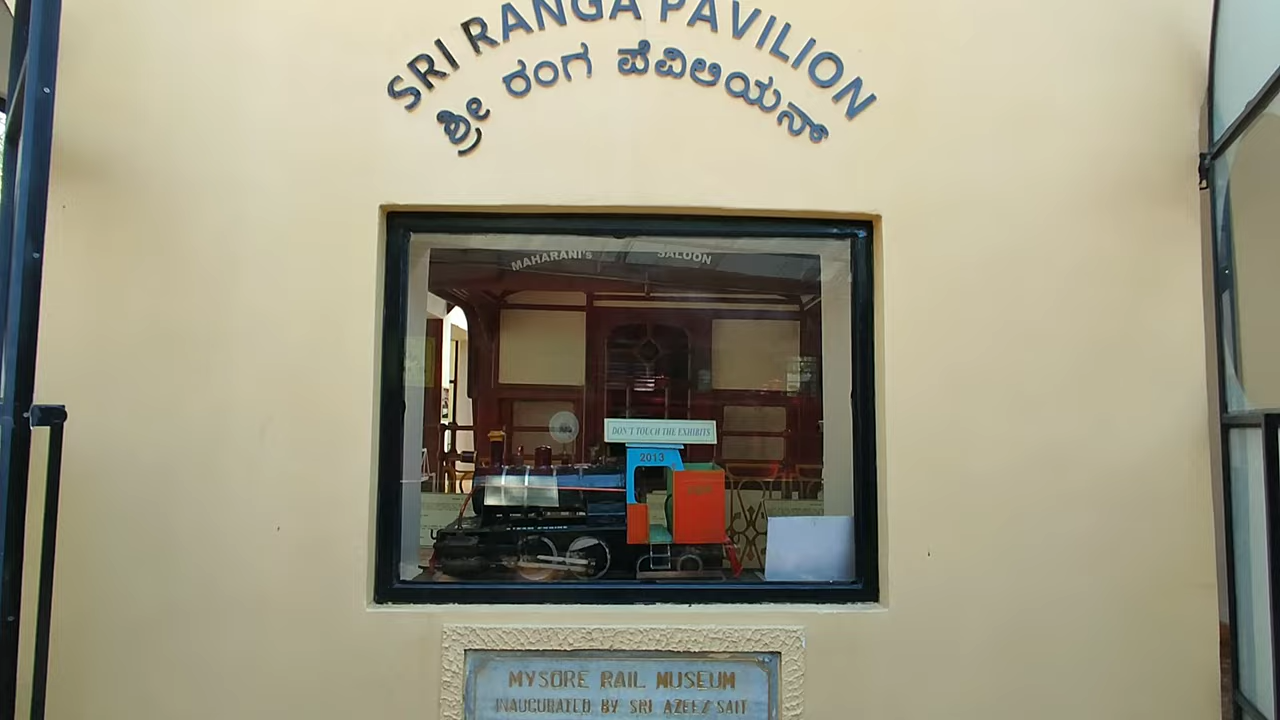 SRI RANGA PAVILION
ಶ್ರೀ ರಂಗ ಪೆವಿಲಿಯನ್
MAHARANI's SALOON
DON'T TOUCH THE EXHIBITS
2013
MYSORE RAIL MUSEUM
INAUGURATED BY SRI AZEEZ SAIT